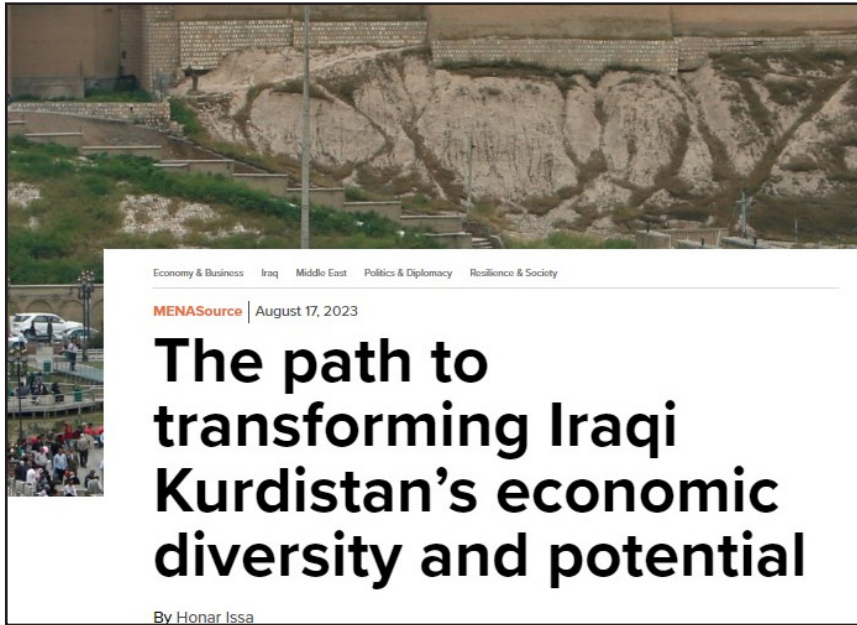 Economy & Business Iraq Middle East Politics & Diplomacy Resilience & Society
MENASource | August 17, 2023
The path to
transforming Iraqi
Kurdistan’s economic
diversity and potential
By Honar Issa